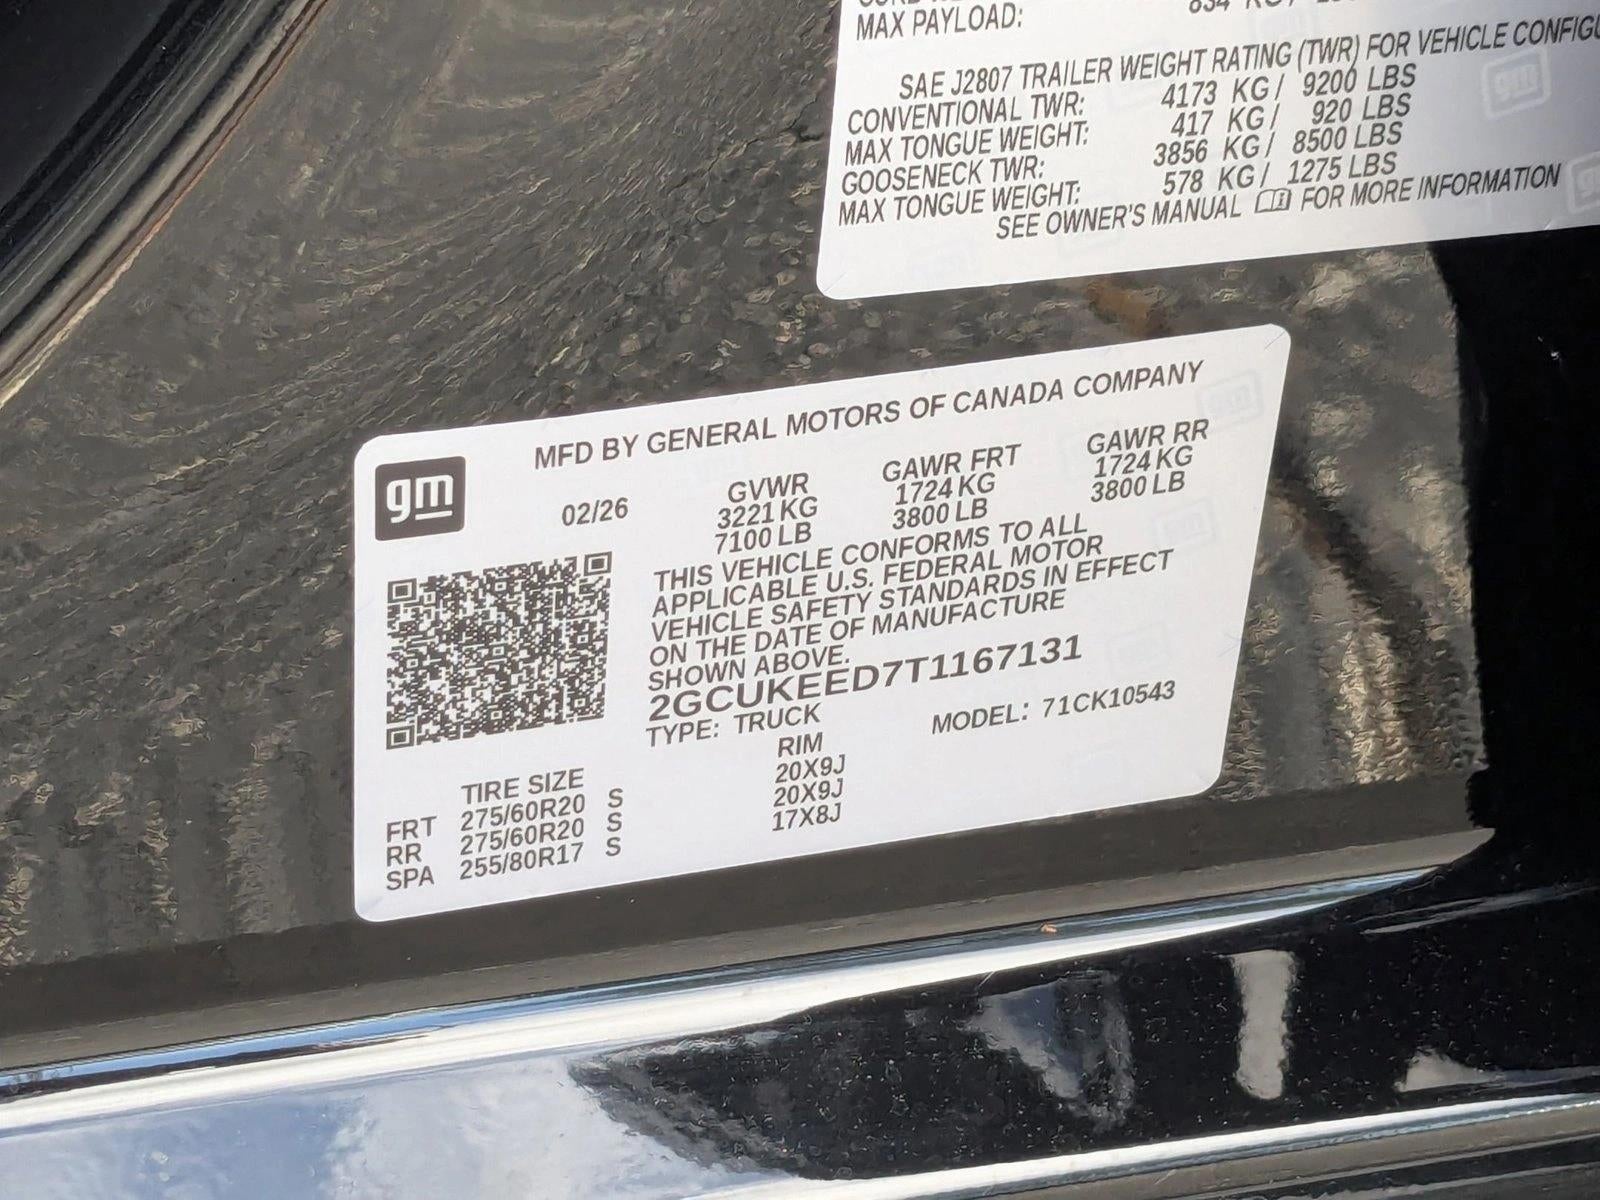 MAX PAYLOAD:
SAE J2807 TRAILER WEIGHT RATING (TWR) FOR VEHICLE
CONVENTIONAL TWR: 4173 KG / 9200 LBS
MAX TONGUE WEIGHT: 417 KG / 920 LBS
GOOSENECK TWR: 3856 KG / 8500 LBS
MAX TONGUE WEIGHT: 578 KG / 1275 LBS
SEE OWNER'S MANUAL FOR MORE INFORMATION
MFD BY GENERAL MOTORS OF CANADA COMPANY
gm
02/26
GVWR GAWR FRT GAWR RR
3221 KG 1724 KG 1724 KG
7100 LB 3800 LB 3800 LB
THIS VEHICLE CONFORMS TO ALL
APPLICABLE U.S. FEDERAL MOTOR
VEHICLE SAFETY STANDARDS IN EFFECT
ON THE DATE OF MANUFACTURE
SHOWN ABOVE.
2GCUKEED7T1167131
TYPE: TRUCK MODEL: 71CK10543
TIRE SIZE RIM
FRT 275/60R20 S 20X9J
RR 275/60R20 S 20X9J
SPA 255/80R17 S 17X8J